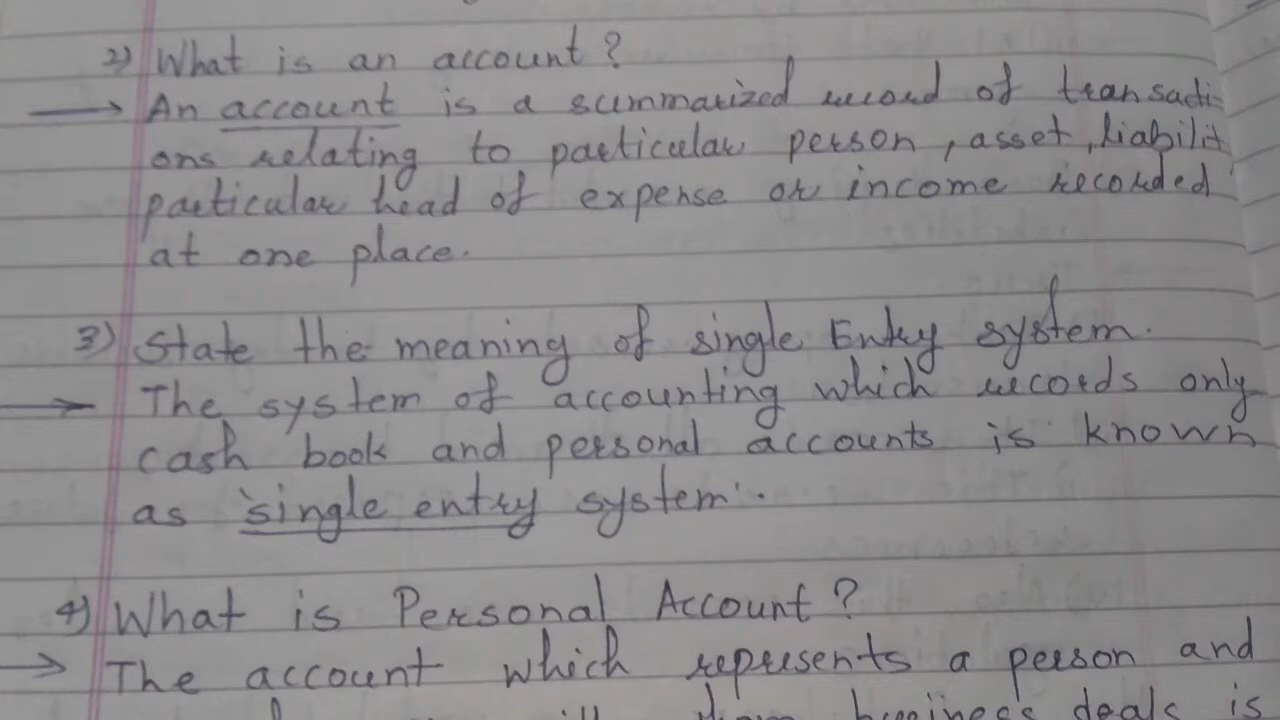 2) What is an account?
→ An account is a summarized record of transacti
ons relating to particular person, asset, liabilit
particular head of expense or income recorded
at one place.
3) State the meaning of single Entry system.
→ The system of accounting which records only
cash book and personal accounts is known
as 'single entry system'.
4) What is Personal Account?
→ The account which represents a person and
business deals is